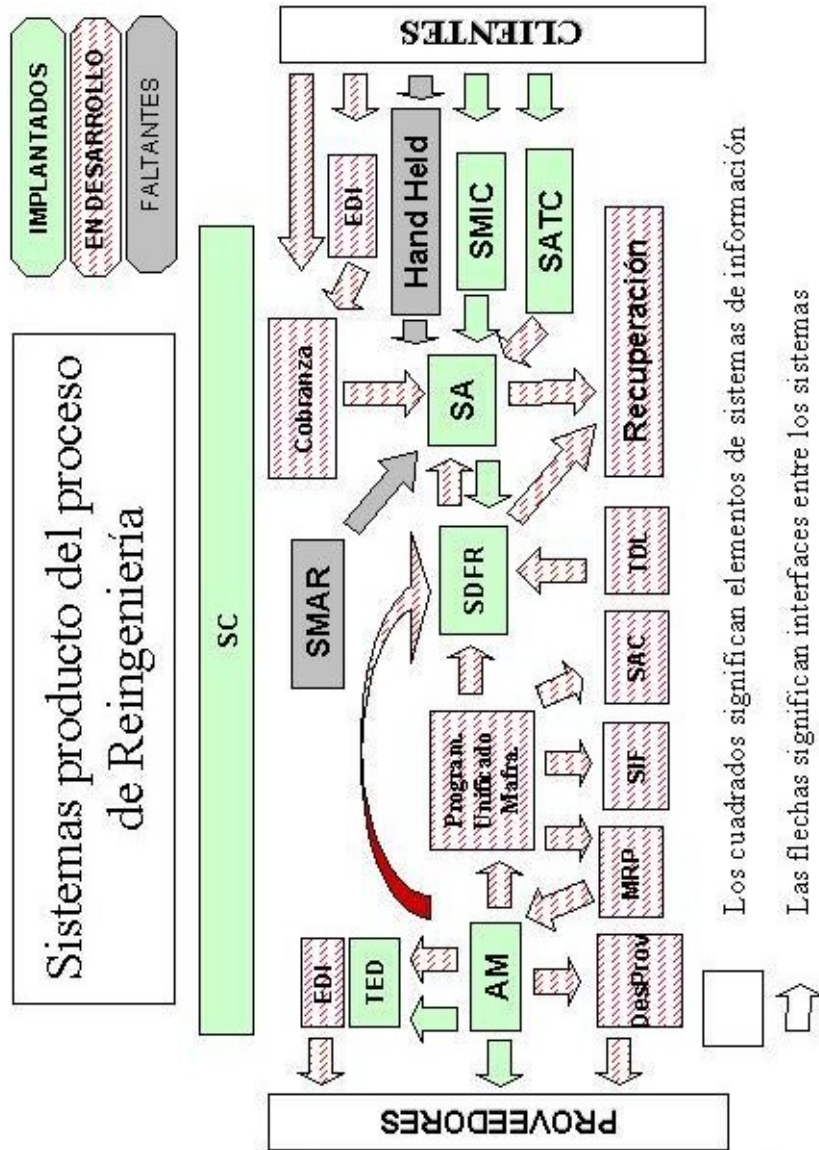 Sistemas producto del proceso
de Reingeniería
IMPLANTADOS
EN DESARROLLO
FALTANTES
SC
PROVEEDORES
EDI
TED
AM
DesProv
Program.
Unificado
Mafra.
MRP
SIF
SAC
TDL
SMAR
SDFR
Cobranza
SA
Recuperación
EDI
Hand Held
SMIC
SATC
CLIENTES
Los cuadrados significan elementos de sistemas de información
Las flechas significan interfaces entre los sistemas